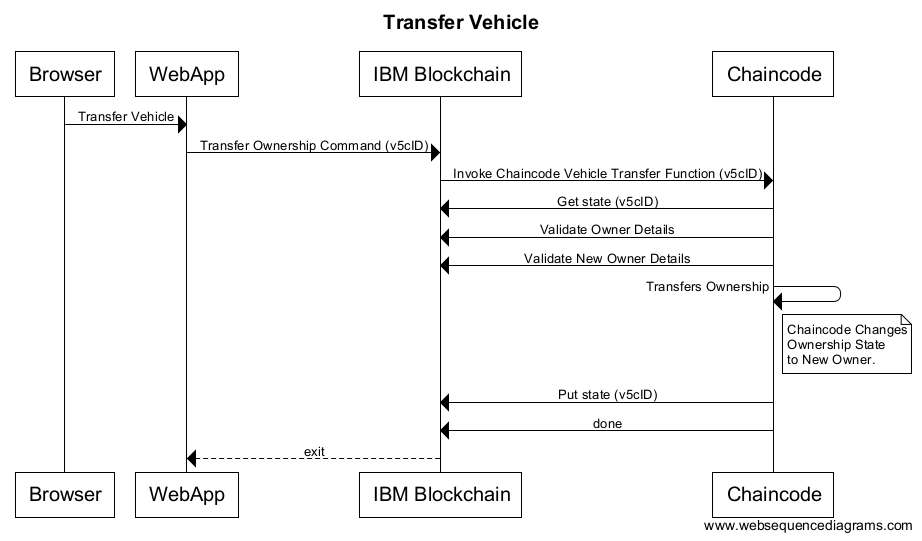 Transfer Vehicle
Browser
WebApp
IBM Blockchain
Chaincode
Transfer Vehicle
Transfer Ownership Command (v5cID)
Invoke Chaincode Vehicle Transfer Function (v5cID)
Get state (v5cID)
Validate Owner Details
Validate New Owner Details
Transfers Ownership
Chaincode Changes
Ownership State
to New Owner.
Put state (v5cID)
done
exit
Browser
WebApp
IBM Blockchain
Chaincode
www.websequencediagrams.com